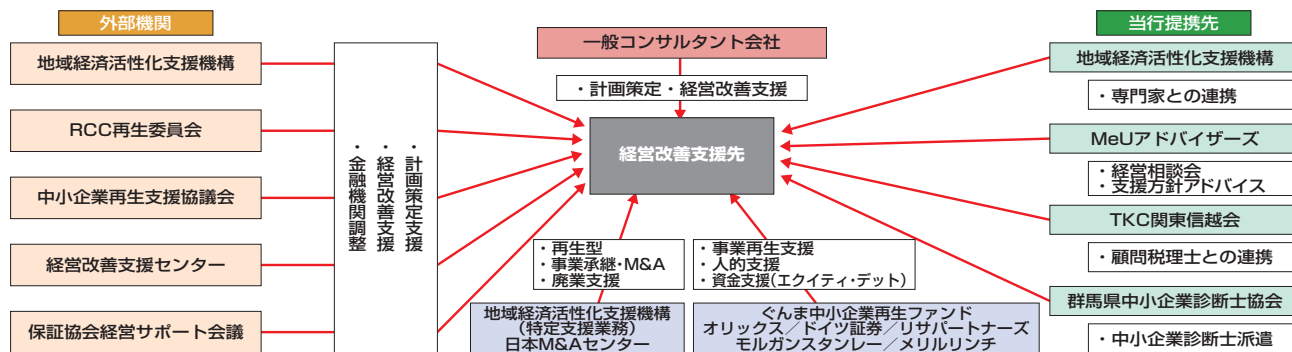 外部機関
地域経済活性化支援機構
RCC再生委員会
中小企業再生支援協議会
経営改善支援センター
保証協会経営サポート会議
・計画策定支援
・経営改善支援
・金融機関調整
一般コンサルタント会社
・計画策定・経営改善支援
経営改善支援先
・再生型
・事業承継・M&A
・廃業支援
地域経済活性化支援機構
(特定支援業務)
日本M&Aセンター
・事業再生支援
・人的支援
・資金支援(エクイティ・デット)
ぐんま中小企業再生ファンド
オリックス/ドイツ証券/リサパートナーズ
モルガンスタンレー/メリルリンチ
当行提携先
地域経済活性化支援機構
・専門家との連携
MeUアドバイザーズ
・経営相談会
・支援方針アドバイス
TKC関東信越会
・顧問税理士との連携
群馬県中小企業診断士協会
・中小企業診断士派遣